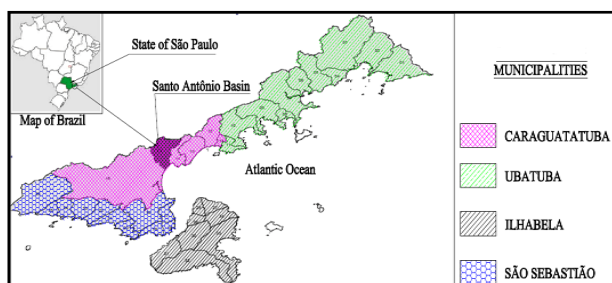 State of São Paulo
Santo Antônio Basin
Map of Brazil
Atlantic Ocean
MUNICIPALITIES
CARAGUATATUBA
UBATUBA
ILHABELA
SÃO SEBASTIÃO